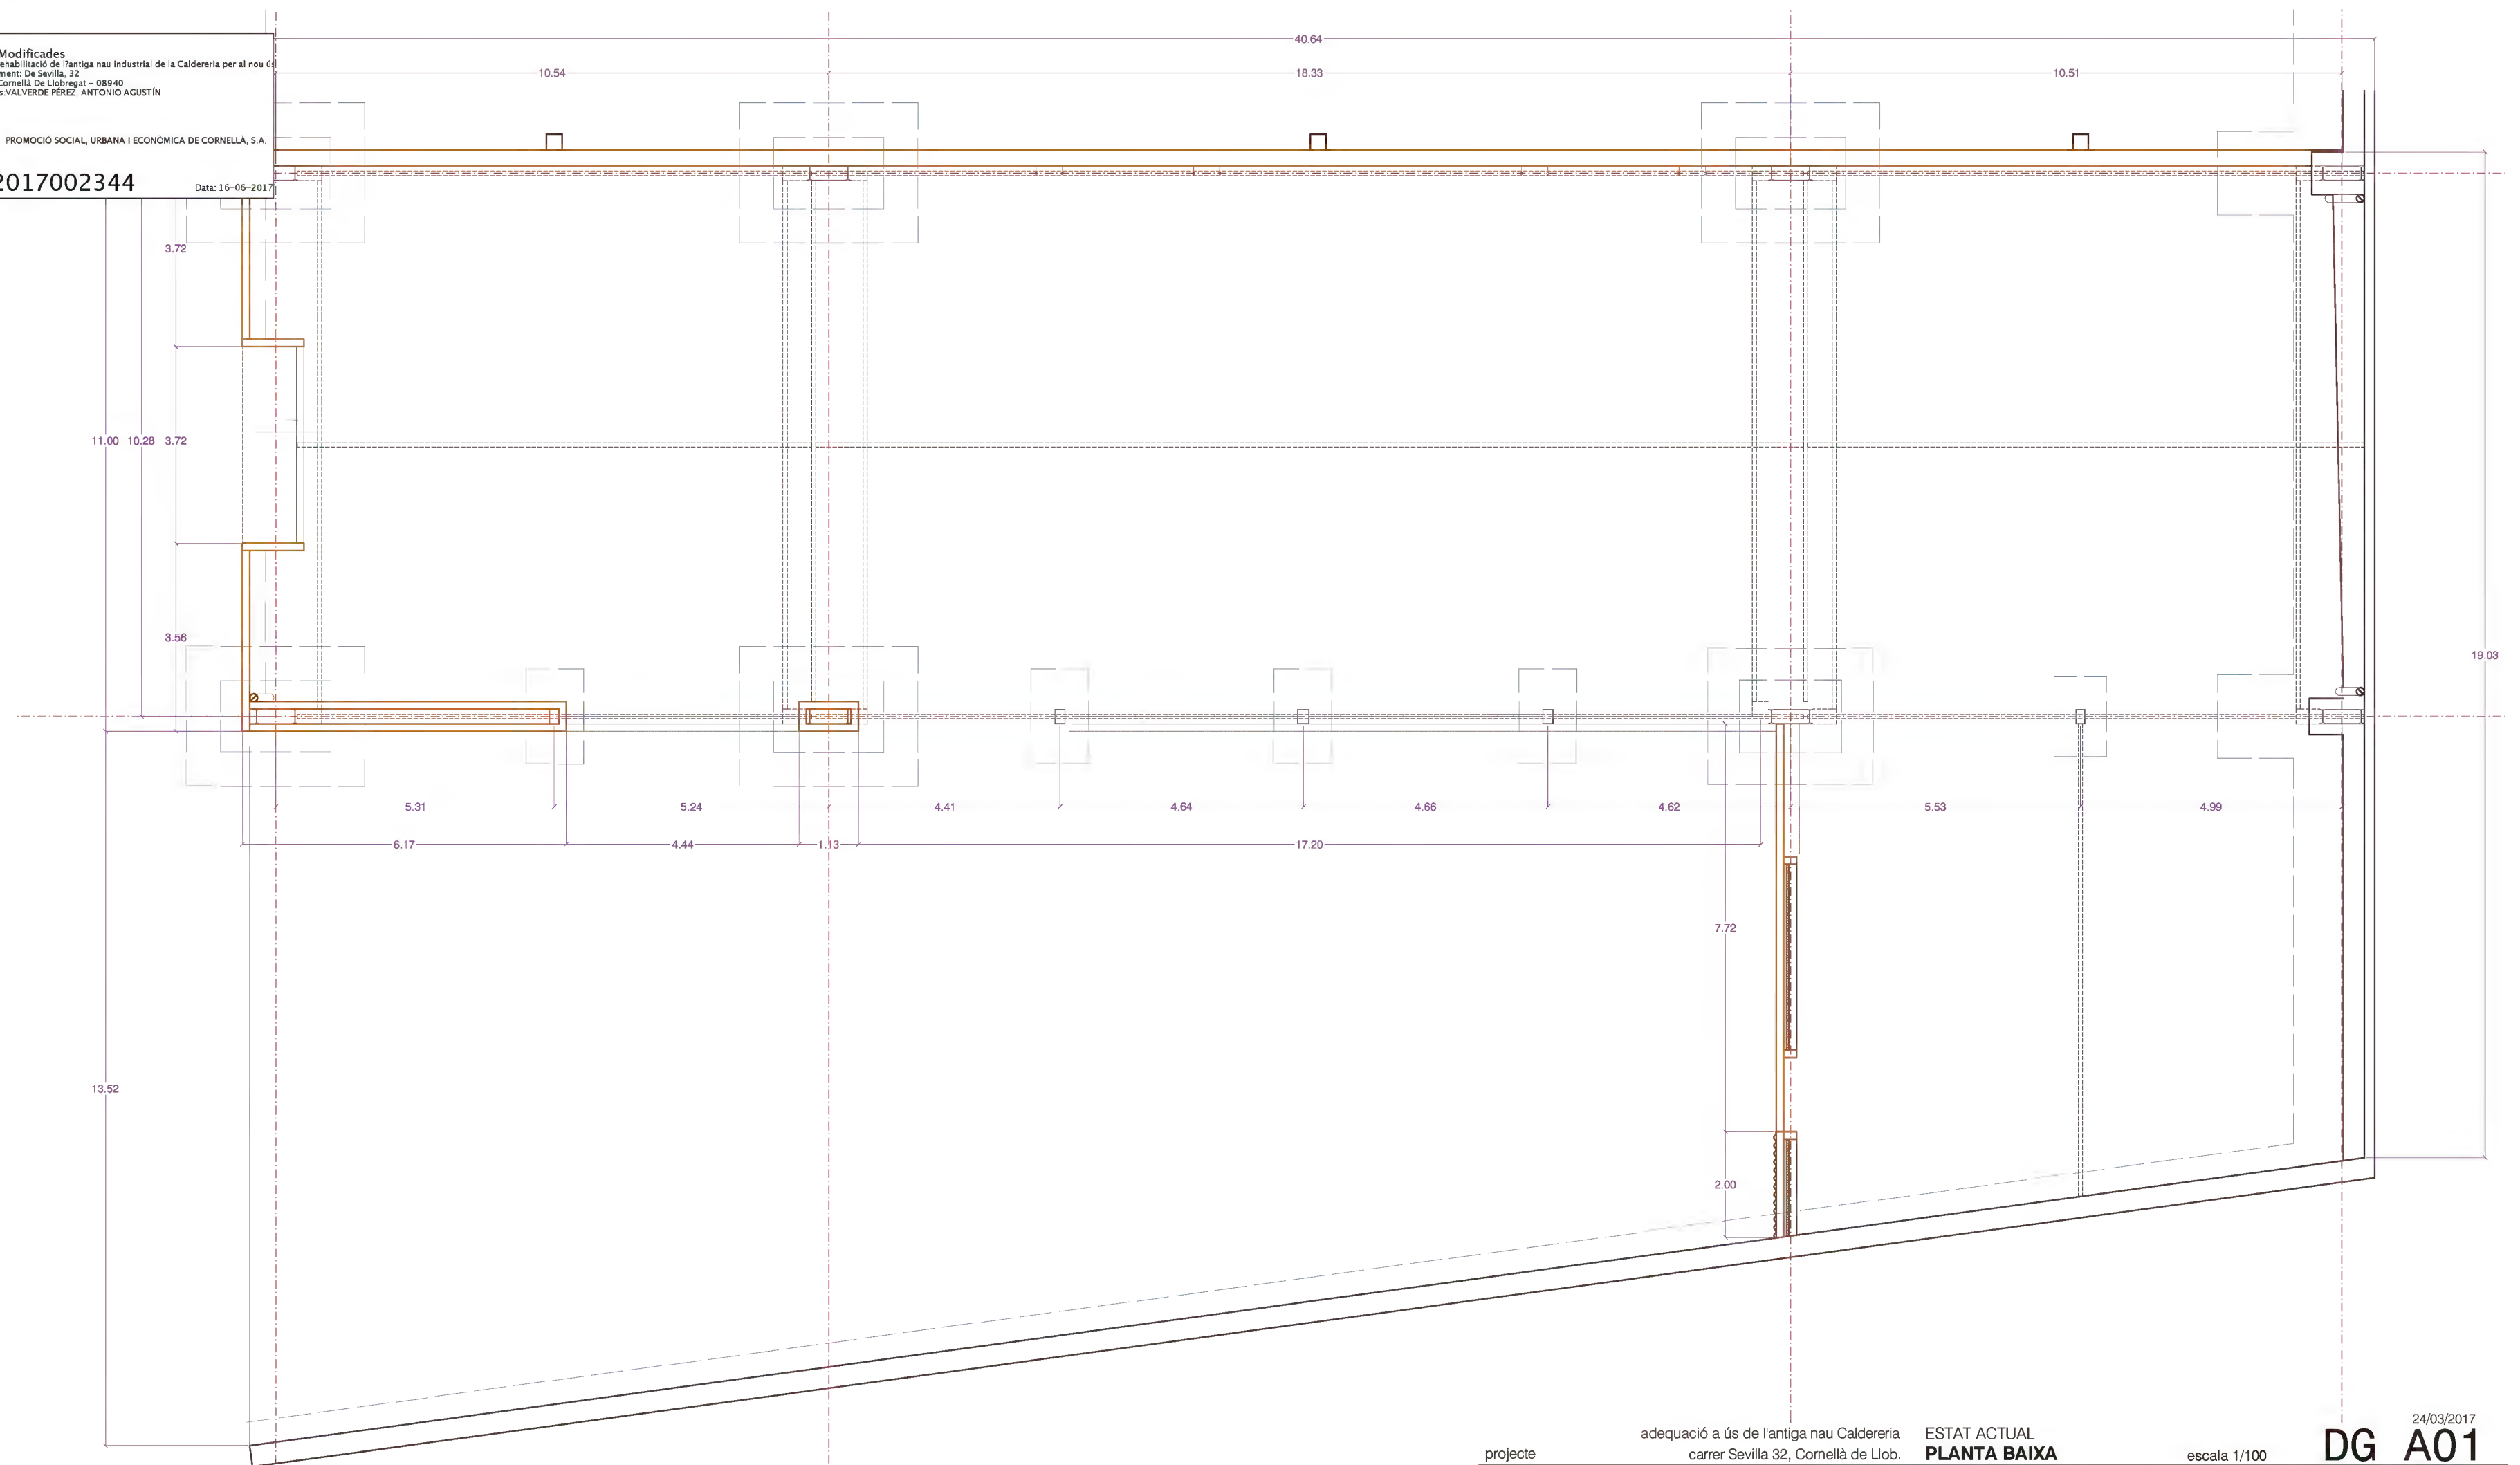 Modificades
ehabilitació de l?antiga nau industrial de la Caldereria per al nou ús
ment: De Sevilla, 32
Cornellà De Llobregat - 08940
s:VALVERDE PÉREZ, ANTONIO AGUSTÍN
PROMOCIÓ SOCIAL, URBANA I ECONÒMICA DE CORNELLÀ, S.A.
2017002344 Data: 16-06-2017
40.64
10.54 18.33 10.51
3.72
11.00 10.28 3.72
3.56
19.03
5.31 5.24 4.41 4.64 4.66 4.62 5.53 4.99
6.17 4.44 1.13 17.20
7.72
13.52
2.00
24/03/2017
adequació a ús de l'antiga nau Caldereria ESTAT ACTUAL
projecte carrer Sevilla 32, Cornellà de Llob. PLANTA BAIXA escala 1/100 DG A01